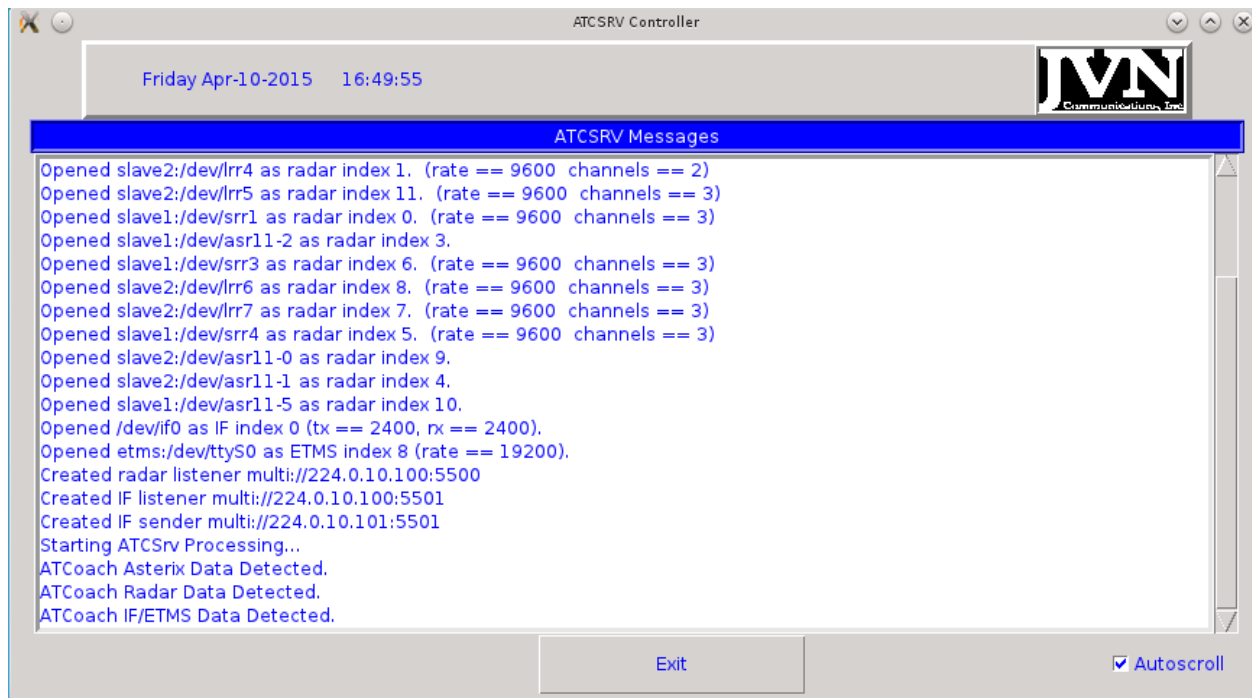 ATCSRV Controller
Friday Apr-10-2015 16:49:55
JVN
Communications, Inc
ATCSRV Messages
Opened slave2:/dev/lrr4 as radar index 1. (rate == 9600 channels == 2)
Opened slave2:/dev/lrr5 as radar index 11. (rate == 9600 channels == 3)
Opened slave1:/dev/srr1 as radar index 0. (rate == 9600 channels == 3)
Opened slave1:/dev/asr11-2 as radar index 3.
Opened slave1:/dev/srr3 as radar index 6. (rate == 9600 channels == 3)
Opened slave2:/dev/lrr6 as radar index 8. (rate == 9600 channels == 3)
Opened slave2:/dev/lrr7 as radar index 7. (rate == 9600 channels == 3)
Opened slave1:/dev/srr4 as radar index 5. (rate == 9600 channels == 3)
Opened slave2:/dev/asr11-0 as radar index 9.
Opened slave2:/dev/asr11-1 as radar index 4.
Opened slave1:/dev/asr11-5 as radar index 10.
Opened /dev/if0 as IF index 0 (tx == 2400, rx == 2400).
Opened etms:/dev/ttyS0 as ETMS index 8 (rate == 19200).
Created radar listener multi://224.0.10.100:5500
Created IF listener multi://224.0.10.100:5501
Created IF sender multi://224.0.10.101:5501
Starting ATCSrv Processing...
ATCoach Asterix Data Detected.
ATCoach Radar Data Detected.
ATCoach IF/ETMS Data Detected.
Exit
Autoscroll